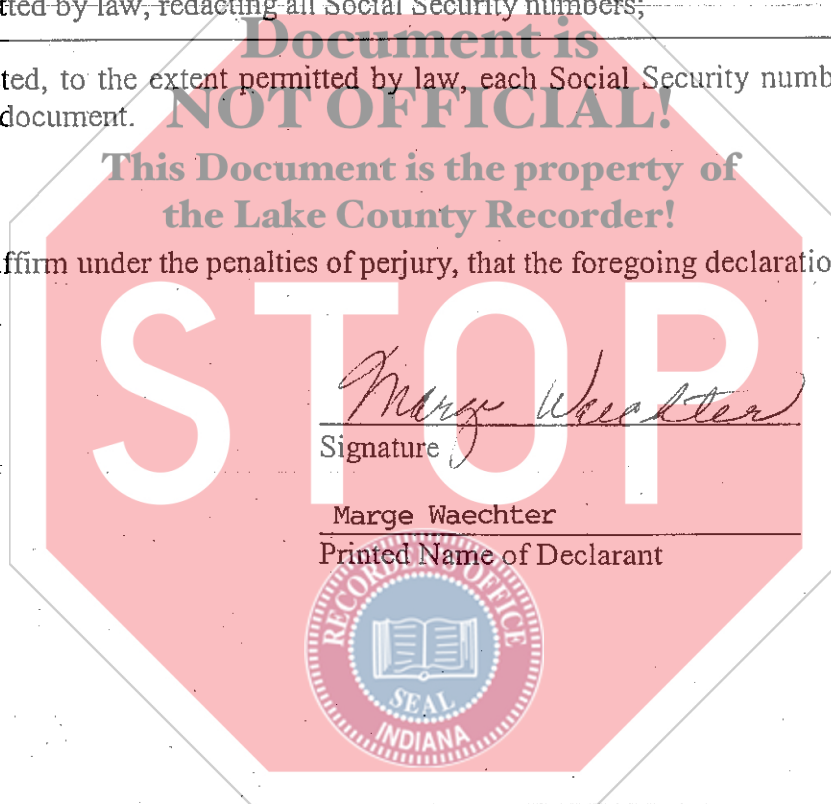 tted by law, redacting all Social Security numbers;
Document is
ted, to the extent permitted by law, each Social Security numb
document.
NOT OFFICIAL!
This Document is the property of
the Lake County Recorder!
ffirm under the penalties of perjury, that the foregoing declaratio
STOP
Marge Waechter
Signature
Marge Waechter
Printed Name of Declarant
RECORDER'S OFFICE
SEAL
INDIANA